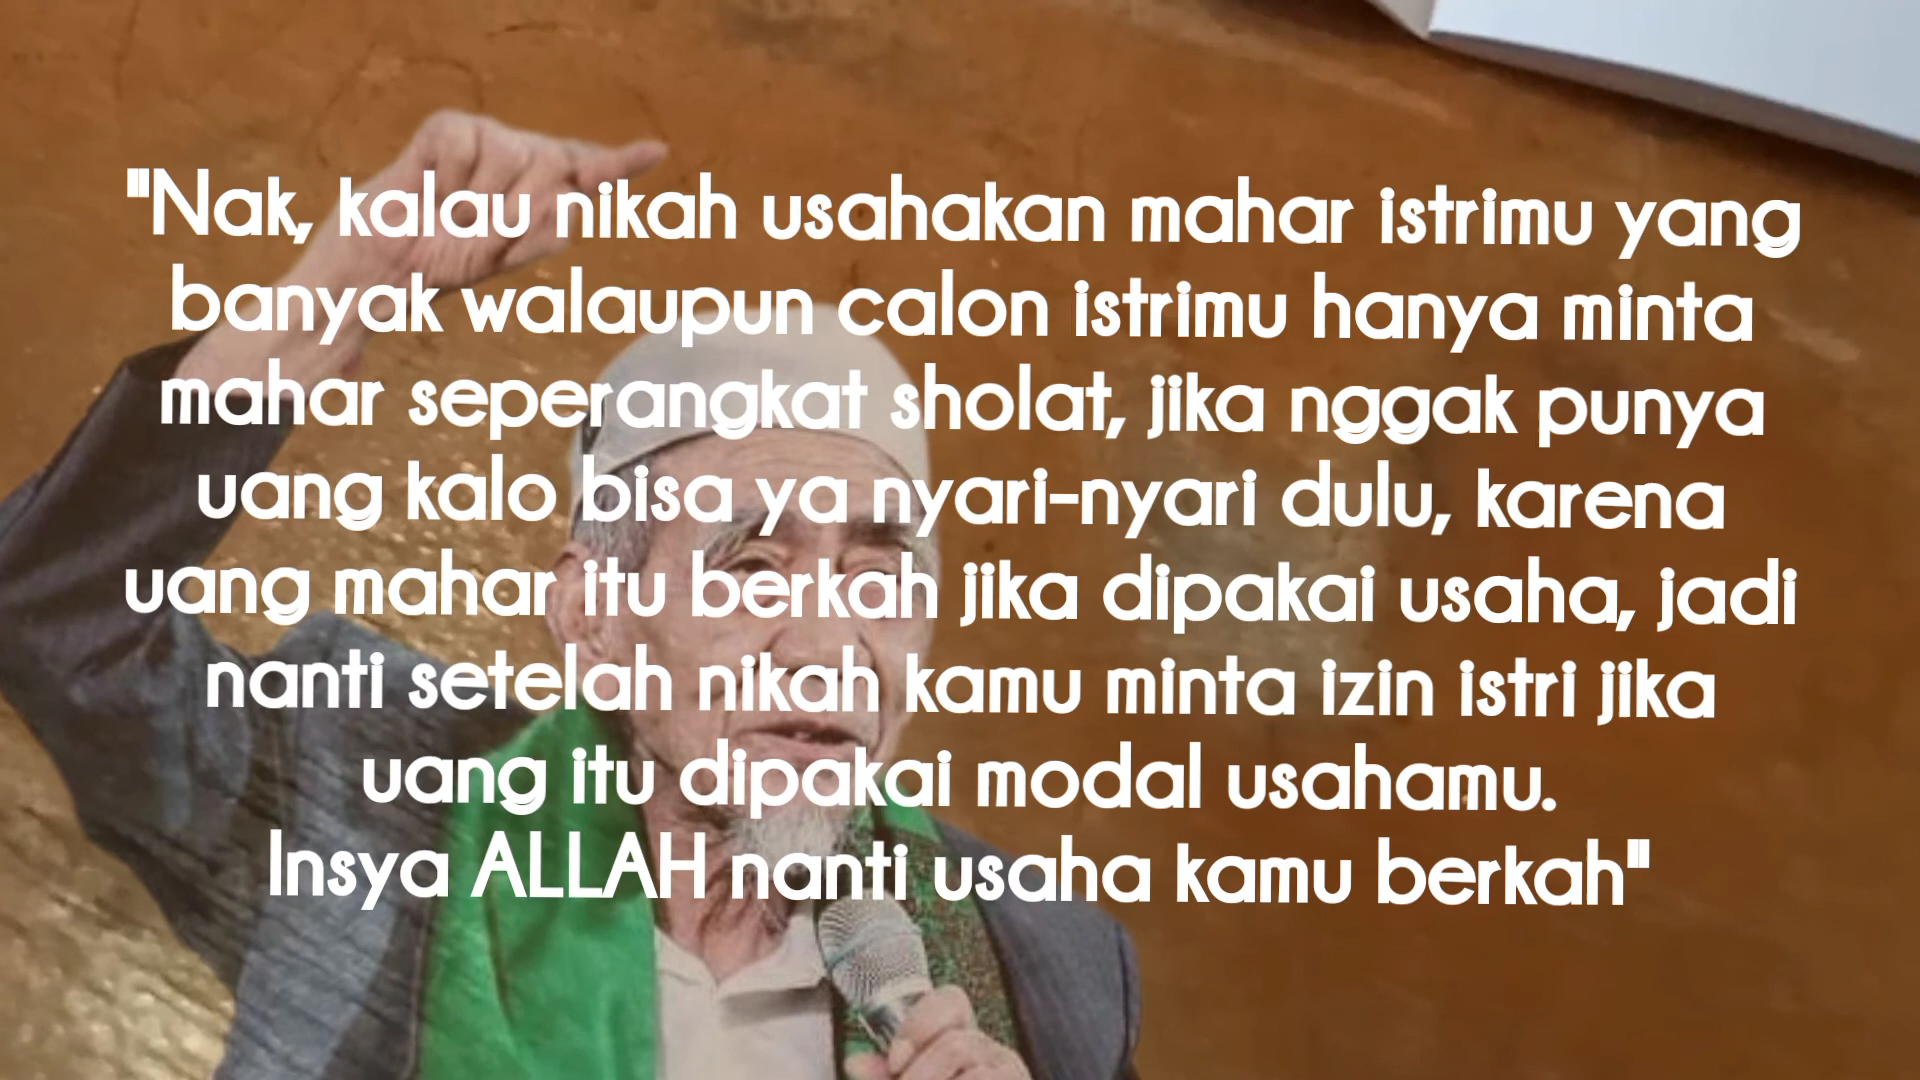 "Nak, kalau nikah usahakan mahar istrimu yang
banyak walaupun calon istrimu hanya minta
mahar seperangkat sholat, jika nggak punya
uang kalo bisa ya nyari-nyari dulu, karena
uang mahar itu berkah jika dipakai usaha, jadi
nanti setelah nikah kamu minta izin istri jika
uang itu dipakai modal usahamu.
Insya ALLAH nanti usaha kamu berkah"